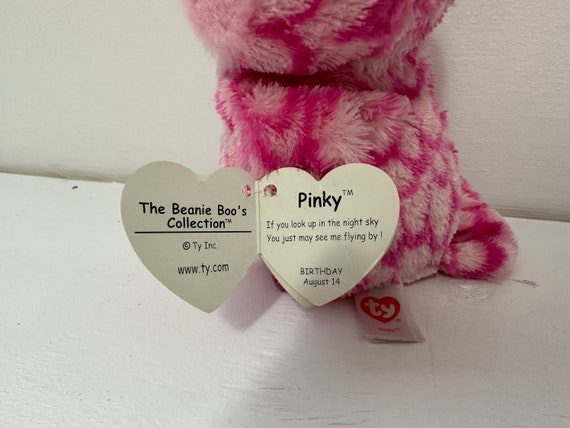 The Beanie Boo's
Collection™
© Ty Inc.
www.ty.com
Pinky™
If you look up in the night sky
You just may see me flying by !
BIRTHDAY
August 14
ty
Pinky™